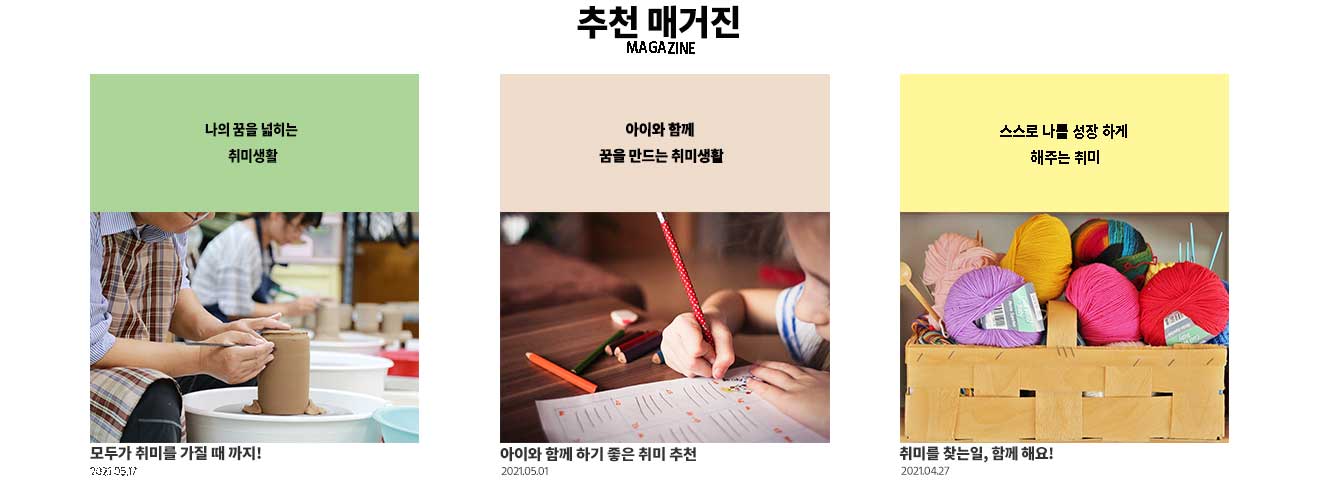 추천 매거진
MAGAZINE
나의 꿈을 넓히는
취미생활
아이와 함께
꿈을 만드는 취미생활
스스로 나를 성장 하게
해주는 취미
모두가 취미를 가질 때 까지!
2021.05.17
아이와 함께 하기 좋은 취미 추천
2021.05.01
취미를 찾는일, 함께 해요!
2021.04.27